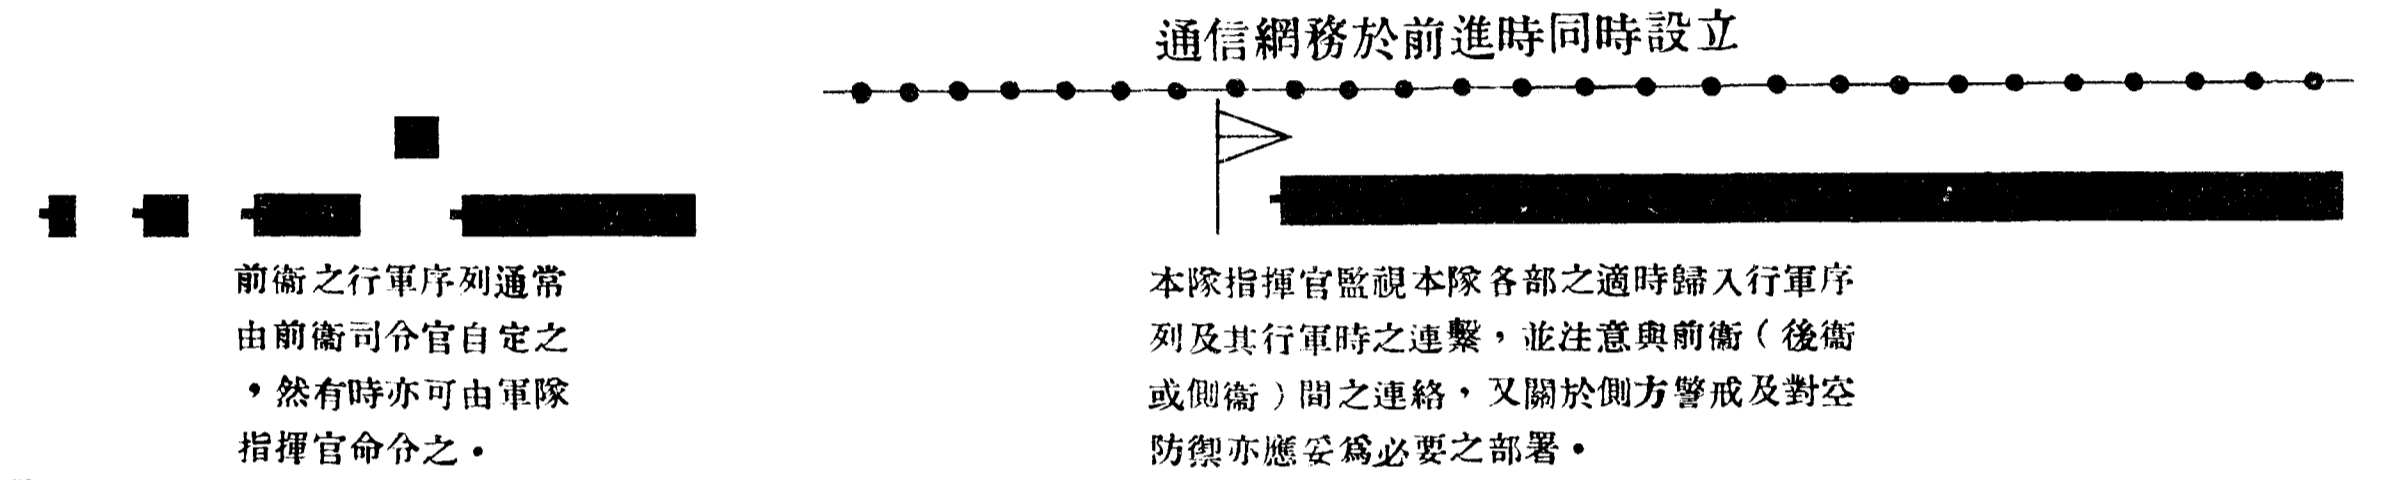 通信網務於前進時同時設立
前衞之行軍序列通常
由前衞司令官自定之
，然有時亦可由軍隊
指揮官命令之。
本隊指揮官監視本隊各部之適時歸入行軍序
列及其行軍時之連繫，並注意與前衞（後衞
或側衞）間之連絡，又關於側方警戒及對空
防禦亦應妥爲必要之部署。